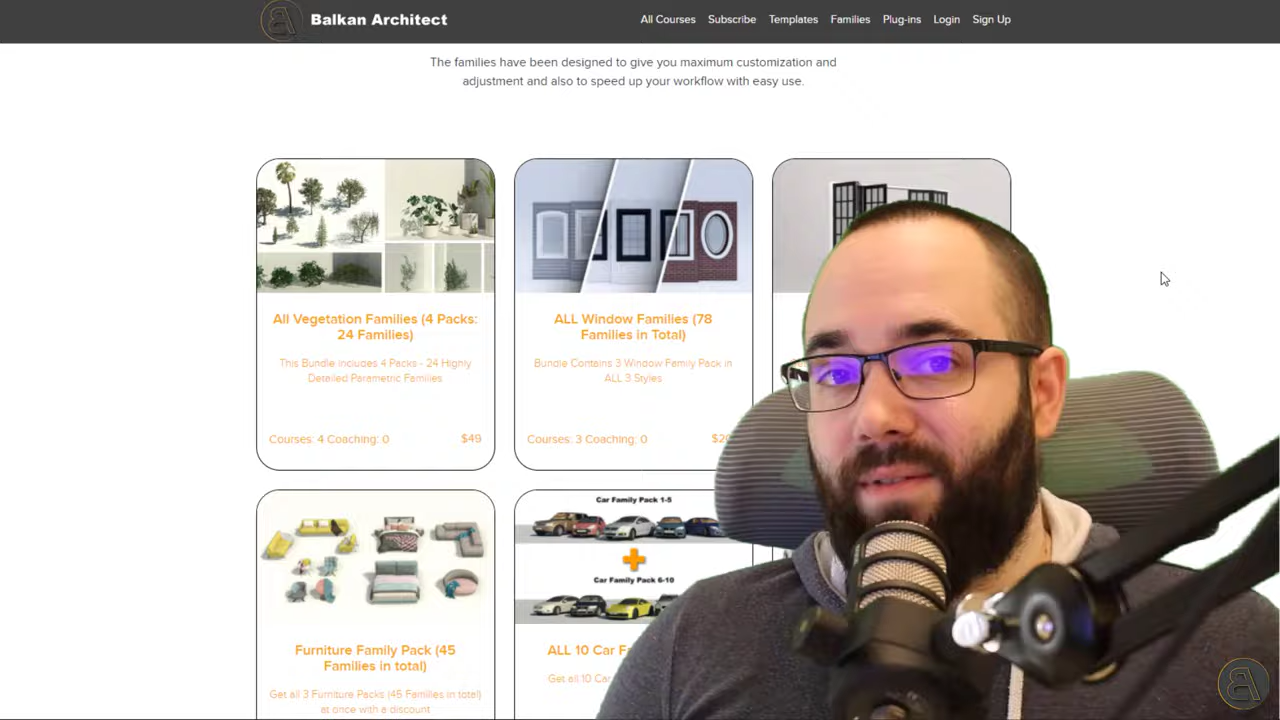 Balkan Architect
All Courses Subscribe Templates Families Plug-ins Login Sign Up
The families have been designed to give you maximum customization and
adjustment and also to speed up your workflow with easy use.
All Vegetation Families (4 Packs:
24 Families)
This Bundle includes 4 Packs - 24 Highly
Detailed Parametric Families
Courses: 4 Coaching: 0 $49
ALL Window Families (78
Families in Total)
Bundle Contains 3 Window Family Pack in
ALL 3 Styles
Courses: 3 Coaching: 0
Furniture Family Pack (45
Families in total)
Get all 3 Furniture Packs (45 Families in total)
at once with a discount
Car Family Pack 1-5
Car Family Pack 6-10
ALL 10 Car
Get all 10